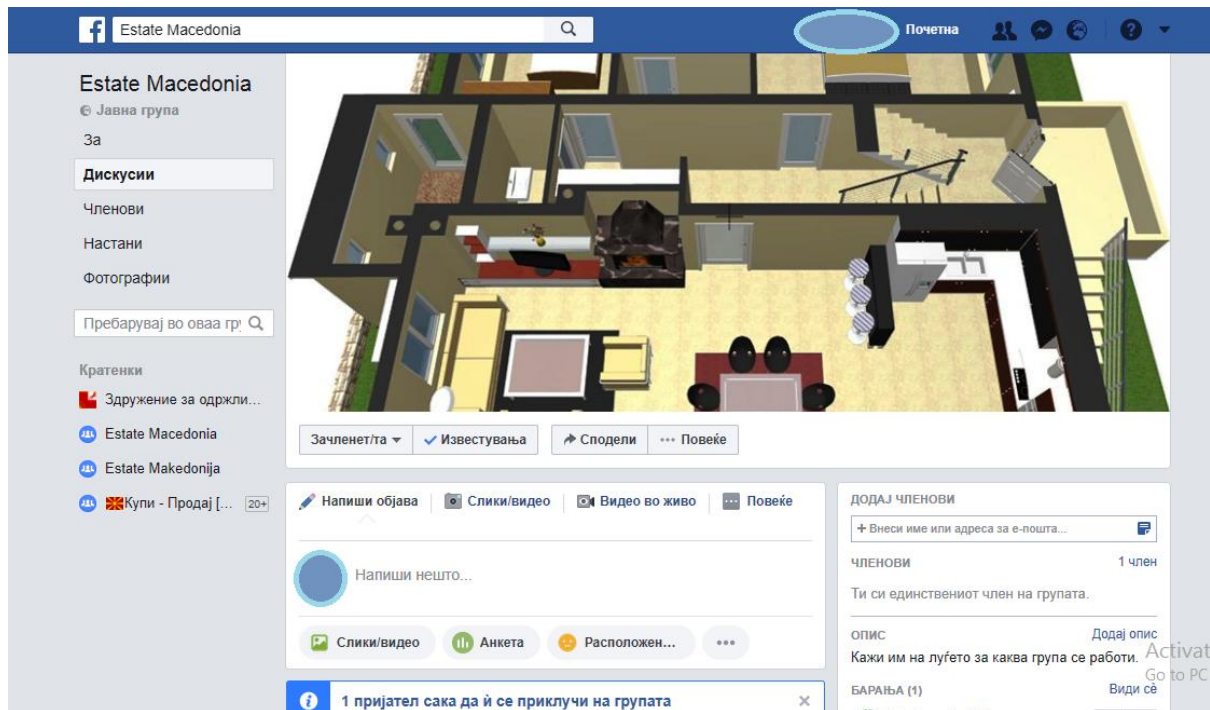 Estate Macedonia
Почетна
Estate Macedonia
Јавна група
За
Дискусии
Членови
Настани
Фотографии
Пребарувај во оваа гру
Кратенки
Здружение за одржли...
Estate Macedonia
Estate Makedonija
Купи - Продај [... 20+
Зачленет/та Известувања Сподели Повеќе
Напиши објава Слики/видео Видео во живо Повеќе
Напиши нешто...
Слики/видео Анкета Расположен...
1 пријател сака да ѝ се приклучи на групата
ДОДАЈ ЧЛЕНОВИ
+ Внеси име или адреса за е-пошта...
ЧЛЕНОВИ 1 член
Ти си единствениот член на групата.
ОПИС Додај опис
Кажи им на луѓето за каква група се работи.
Activat
Go to PC
БАРАЊА (1) Види сè